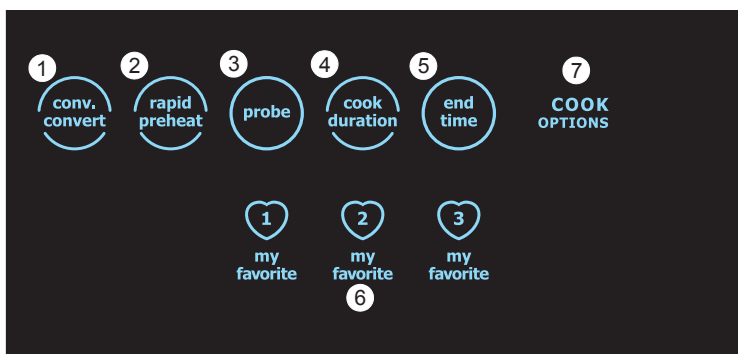 1
2
3
4
5
7
conv.
convert
rapid
preheat
probe
cook
duration
end
time
COOK
OPTIONS
1
2
3
my
favorite
my
favorite
my
favorite
6